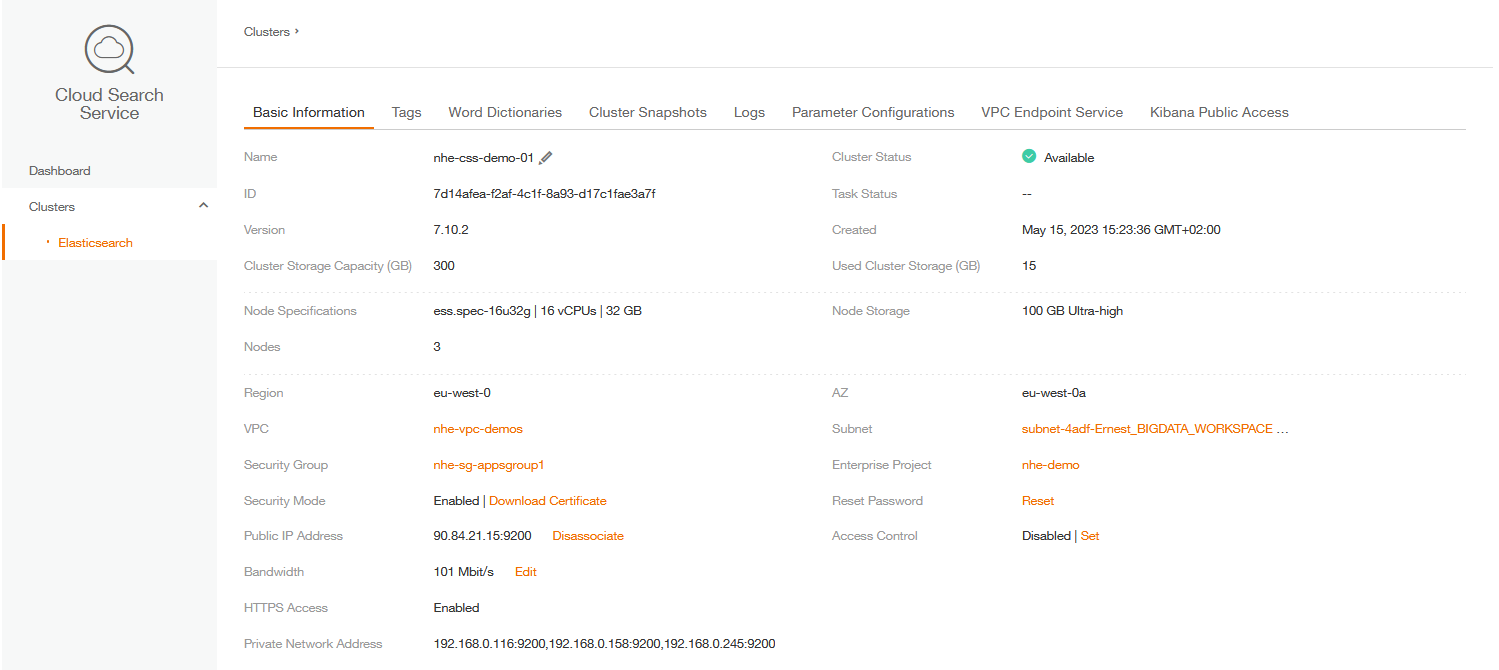 Cloud Search
Service
Dashboard
Clusters
Elasticsearch
Clusters ›
Basic Information Tags Word Dictionaries Cluster Snapshots Logs Parameter Configurations VPC Endpoint Service Kibana Public Access
Name nhe-css-demo-01 Cluster Status Available
ID 7d14afea-f2af-4c1f-8a93-d17c1fae3a7f Task Status --
Version 7.10.2 Created May 15, 2023 15:23:36 GMT+02:00
Cluster Storage Capacity (GB) 300 Used Cluster Storage (GB) 15
Node Specifications ess.spec-16u32g | 16 vCPUs | 32 GB Node Storage 100 GB Ultra-high
Nodes 3
Region eu-west-0 AZ eu-west-0a
VPC nhe-vpc-demos Subnet subnet-4adf-Ernest_BIGDATA_WORKSPACE ...
Security Group nhe-sg-appsgroup1 Enterprise Project nhe-demo
Security Mode Enabled | Download Certificate Reset Password Reset
Public IP Address 90.84.21.15:9200 Disassociate Access Control Disabled | Set
Bandwidth 101 Mbit/s Edit
HTTPS Access Enabled
Private Network Address 192.168.0.116:9200,192.168.0.158:9200,192.168.0.245:9200